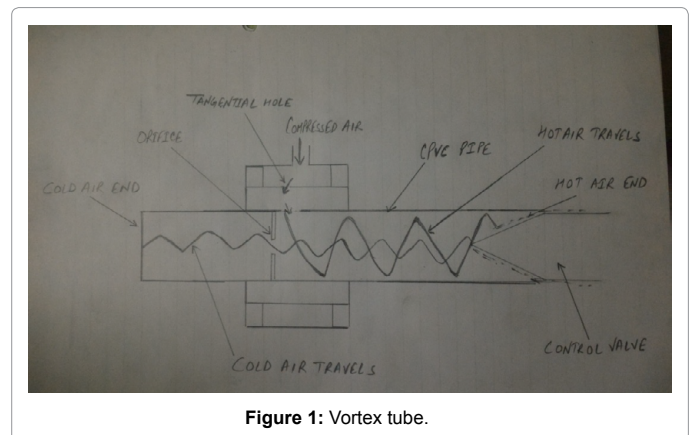 TANGENTIAL HOLE
COMPRESSED AIR
ORIFICE
CPVC PIPE
HOT AIR TRAVELS
HOT AIR END
COLD AIR END
COLD AIR TRAVELS
CONTROL VALVE
Figure 1: Vortex tube.